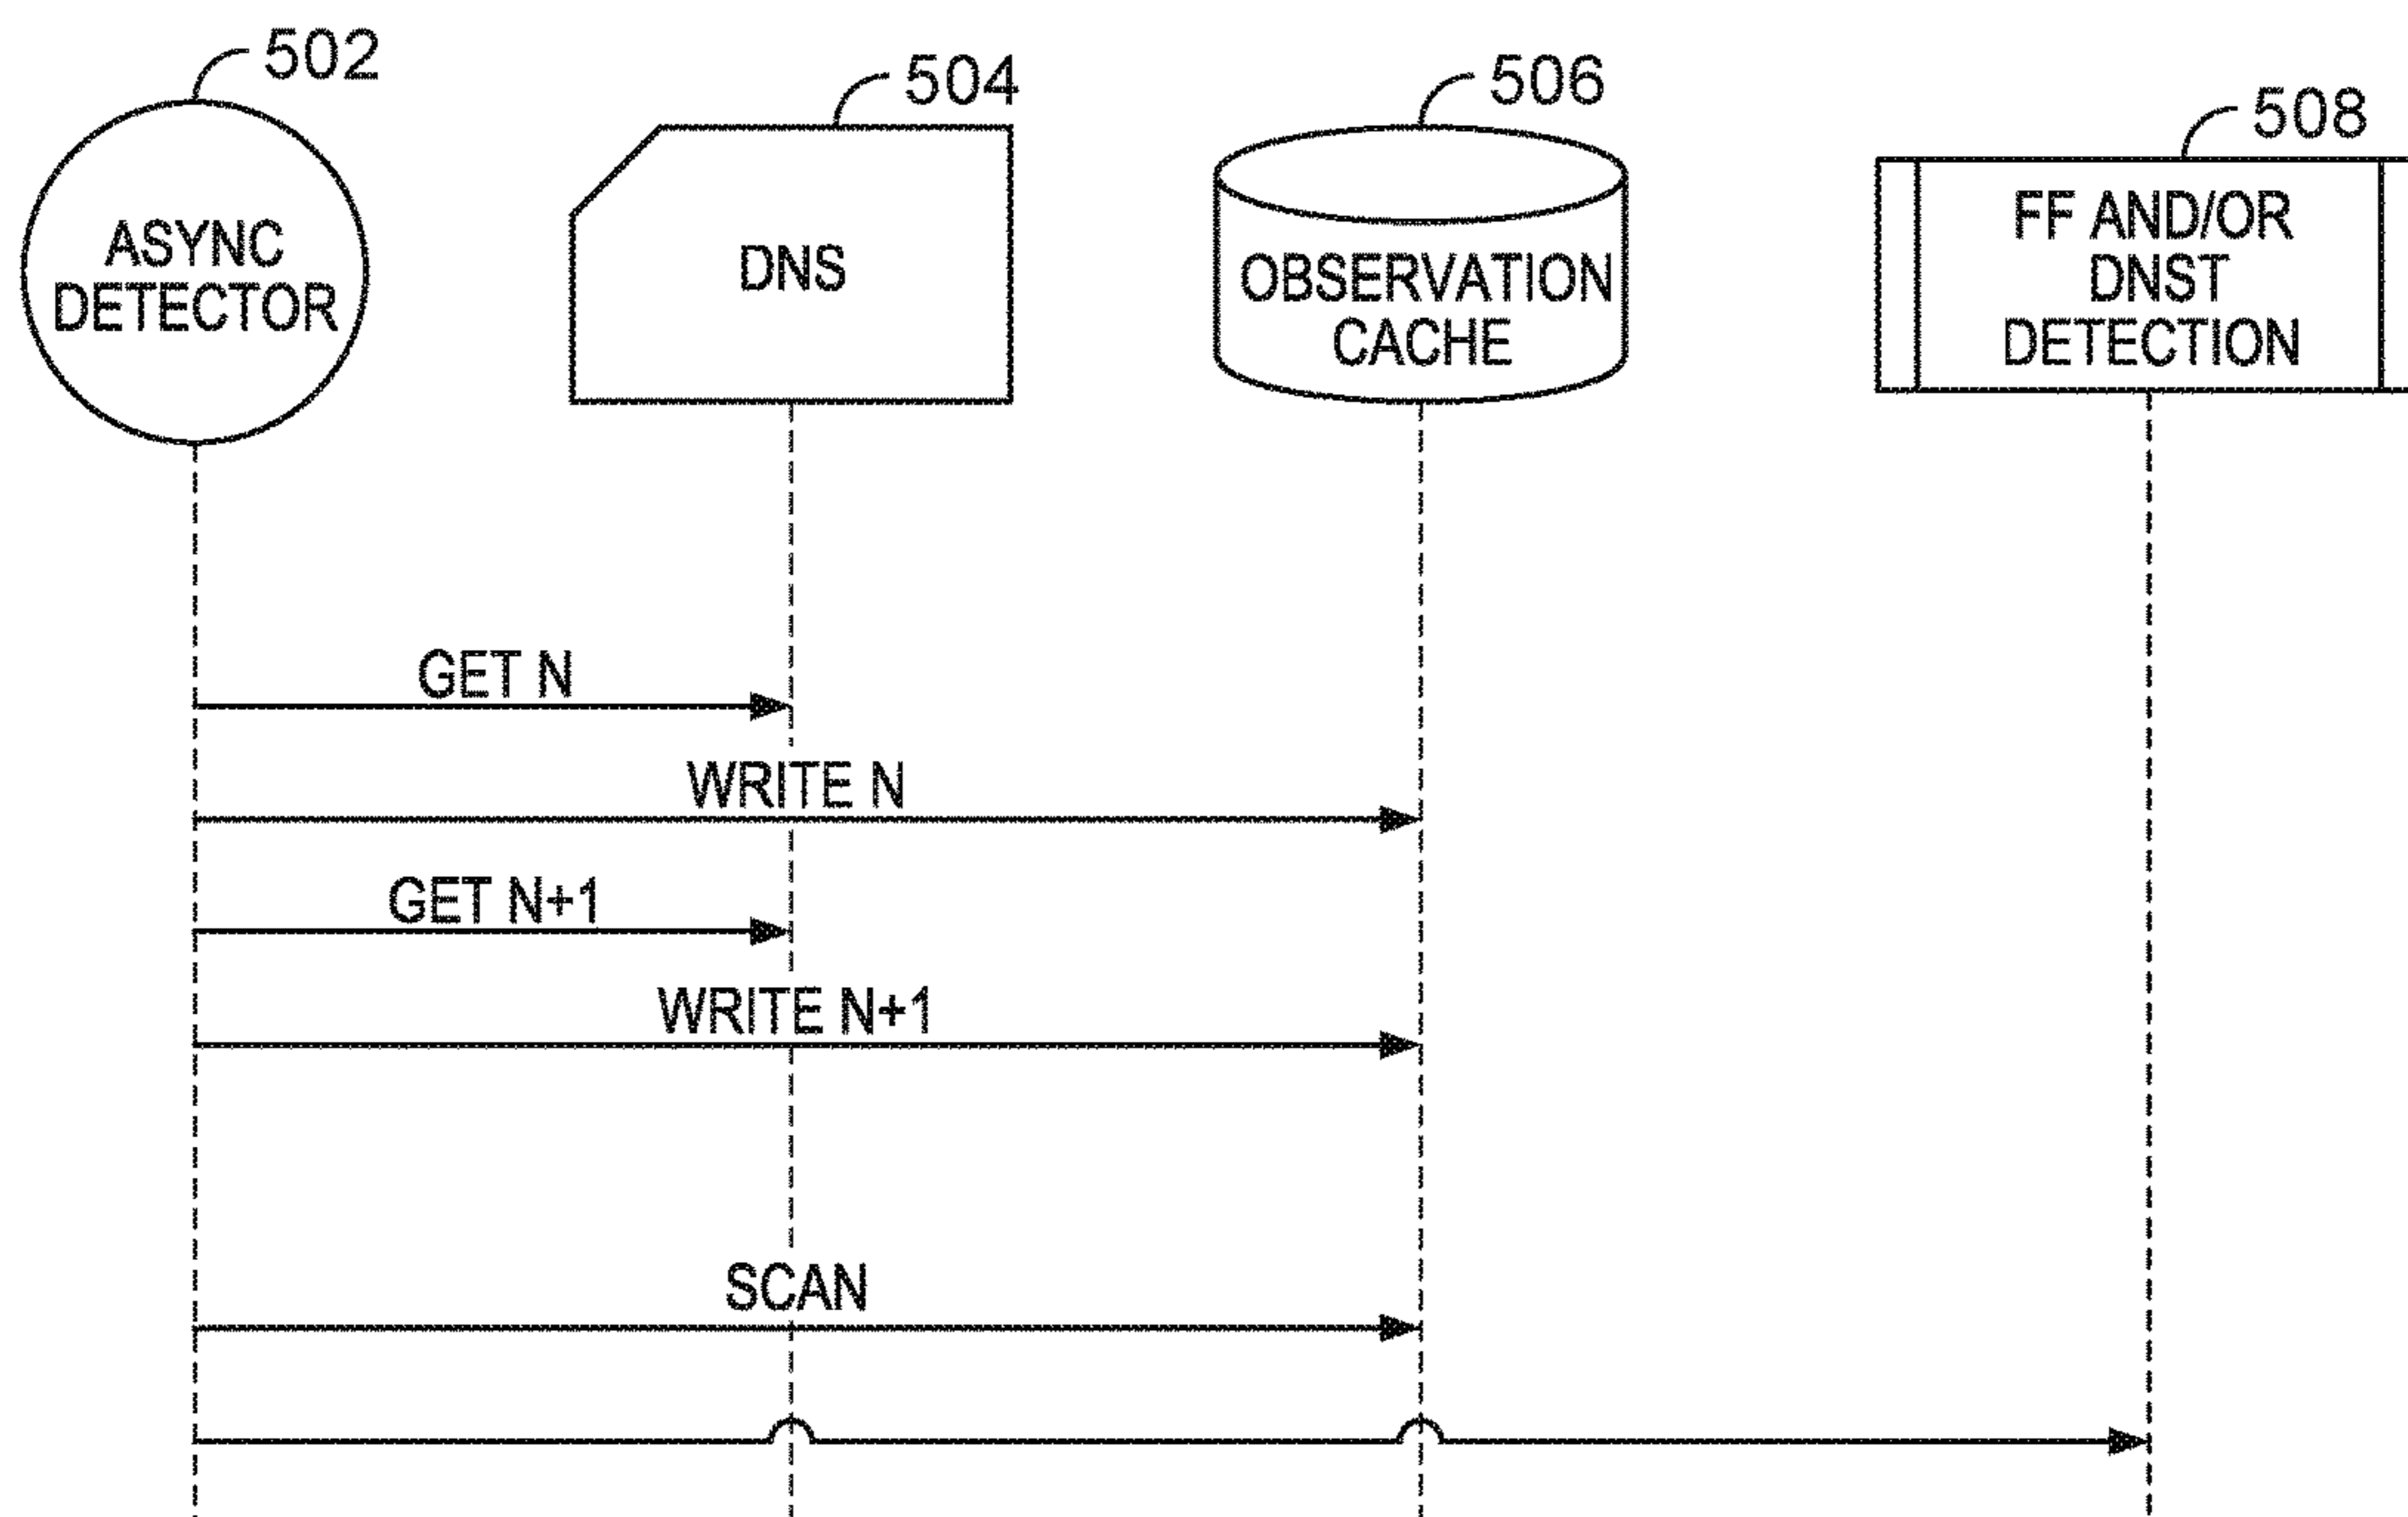 502
504
506
508
ASYNC
DETECTOR
DNS
OBSERVATION
CACHE
FF AND/OR
DNST
DETECTION
GET N
WRITE N
GET N+1
WRITE N+1
SCAN